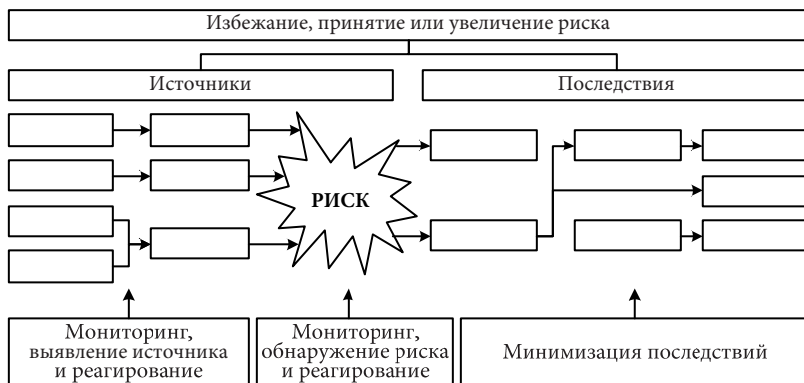 Избежание, принятие или увеличение риска
Источники
Последствия
РИСК
Мониторинг,
выявление источника
и реагирование
Мониторинг,
обнаружение риска
и реагирование
Минимизация последствий